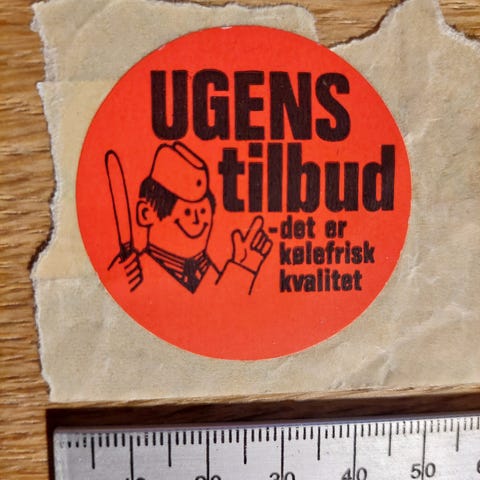 UGENS
tilbud
-det er
kølefrisk
kvalitet
10 20 30 40 50